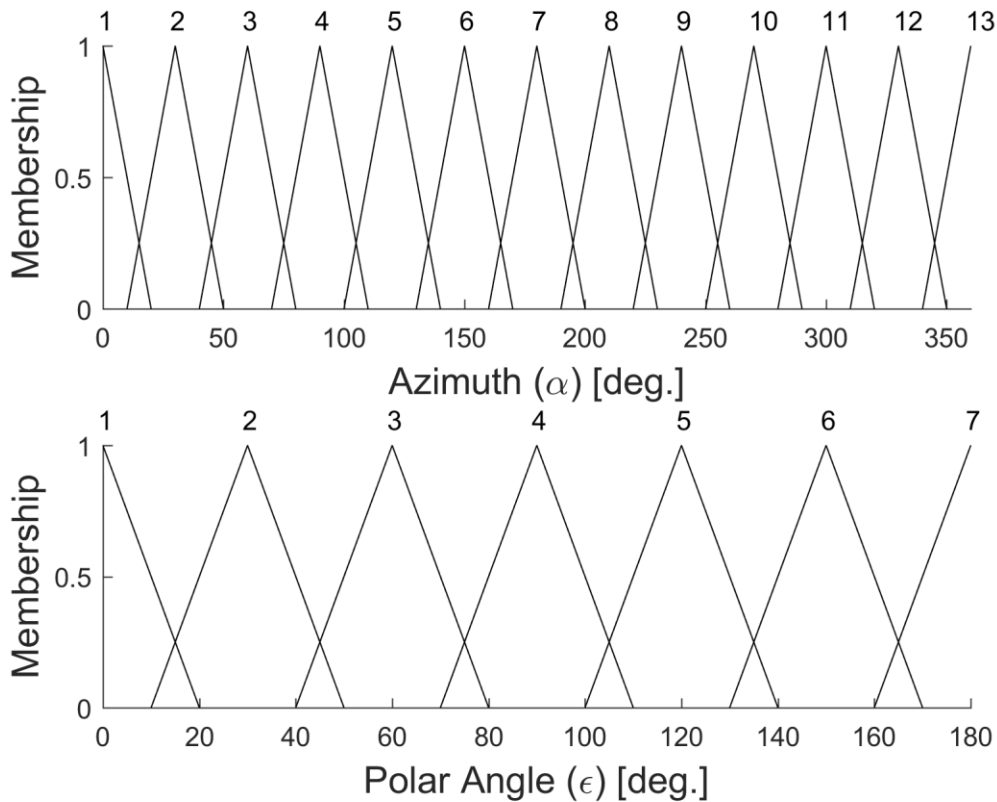 1 2 3 4 5 6 7 8 9 10 11 12 13
1
0.5
0
Membership
0 50 100 150 200 250 300 350
Azimuth (α) [deg.]
1 2 3 4 5 6 7
1
0.5
0
Membership
0 20 40 60 80 100 120 140 160 180
Polar Angle (ϵ) [deg.]